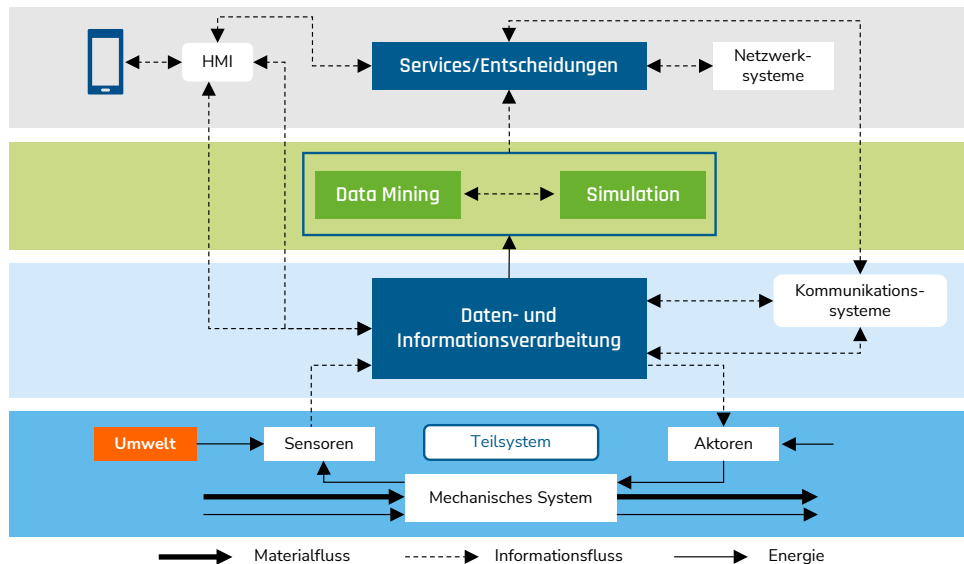 HMI
Services/Entscheidungen
Netzwerk-
systeme
Data Mining
Simulation
Daten- und
Informationsverarbeitung
Kommunikations-
systeme
Umwelt
Sensoren
Teilsystem
Aktoren
Mechanisches System
Materialfluss
Informationsfluss
Energie